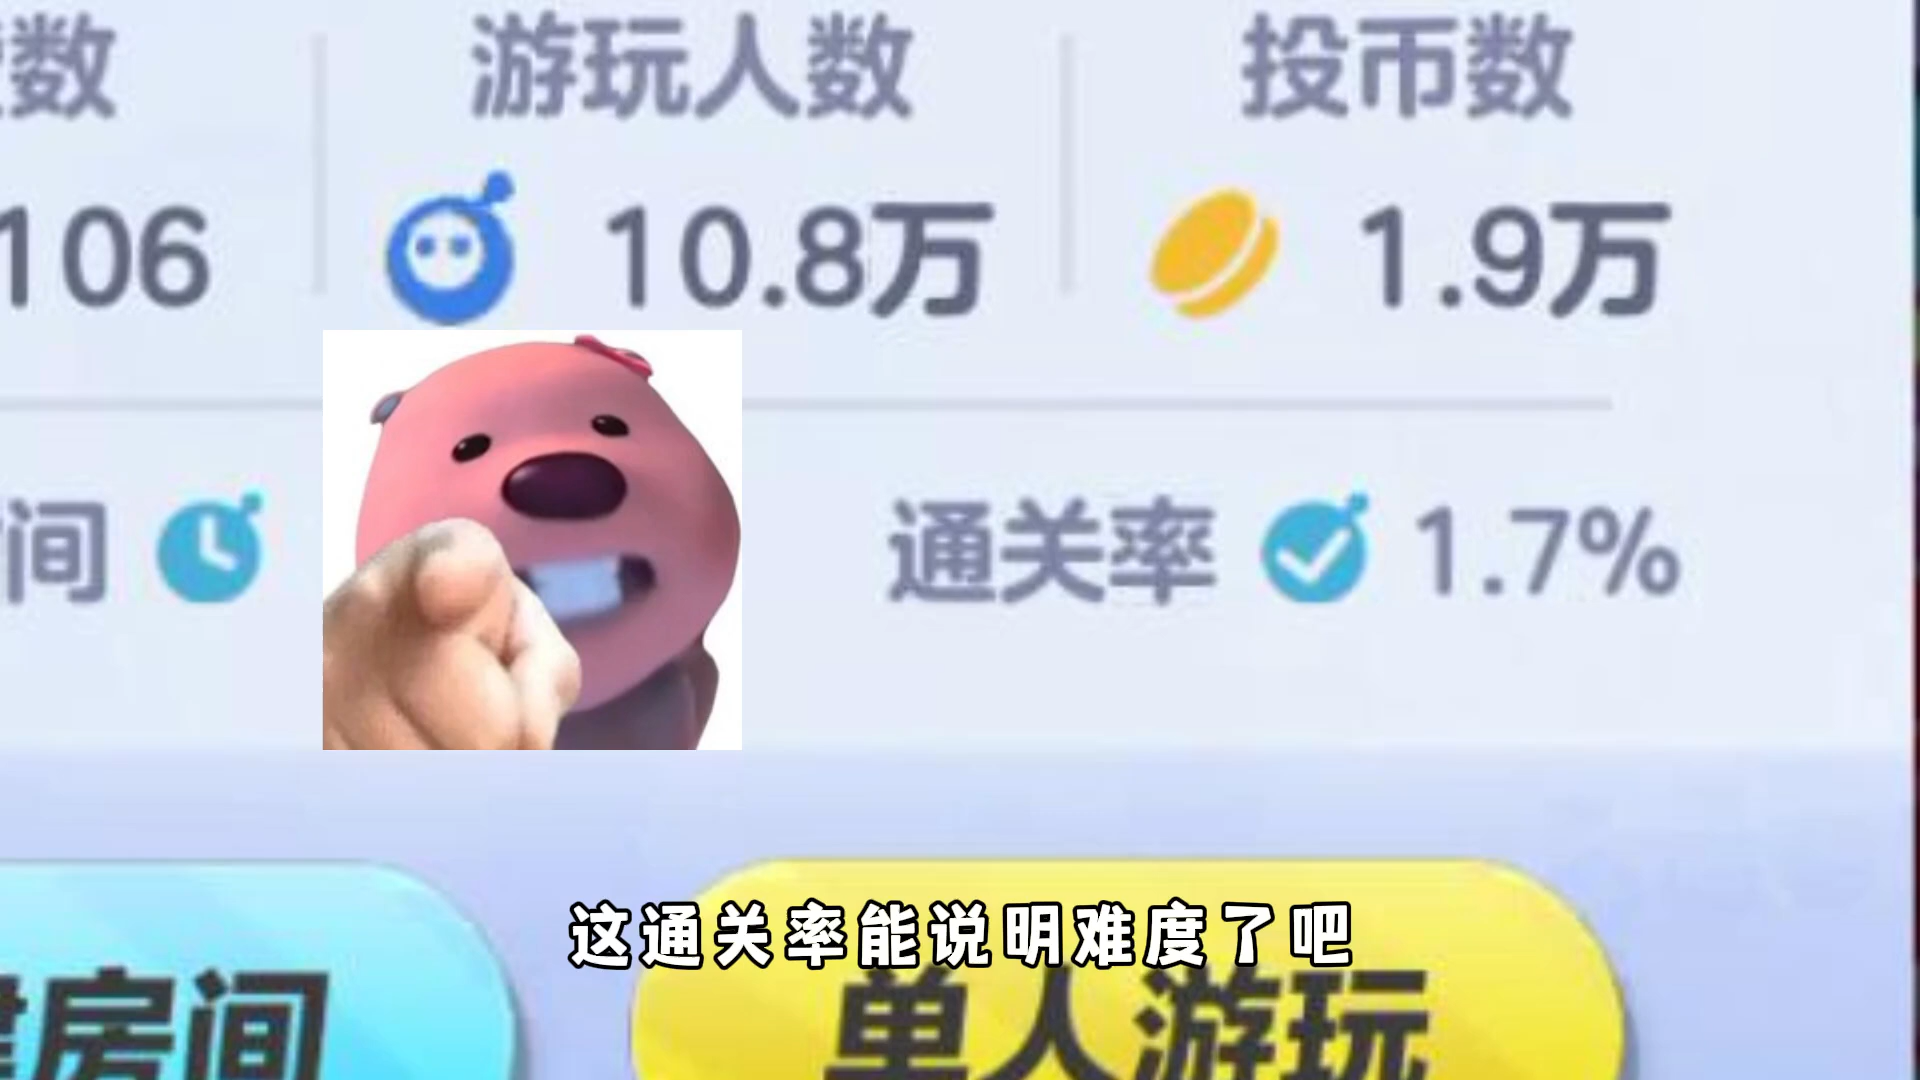 数 游玩人数 投币数
106 10.8万 1.9万
间 通关率 1.7%
这通关率能说明难度了吧
建房间 单人游玩